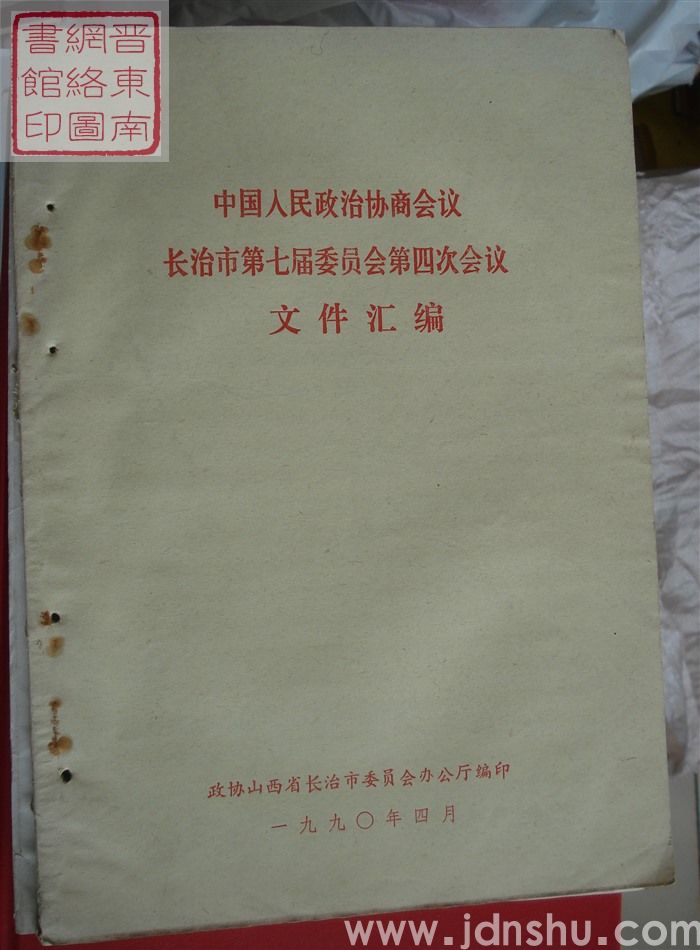 晋東南
網絡圖
書館印
中国人民政治协商会议
长治市第七届委员会第四次会议
文件汇编
政协山西省长治市委员会办公厅编印
一九九〇年四月
www.jdnshu.com